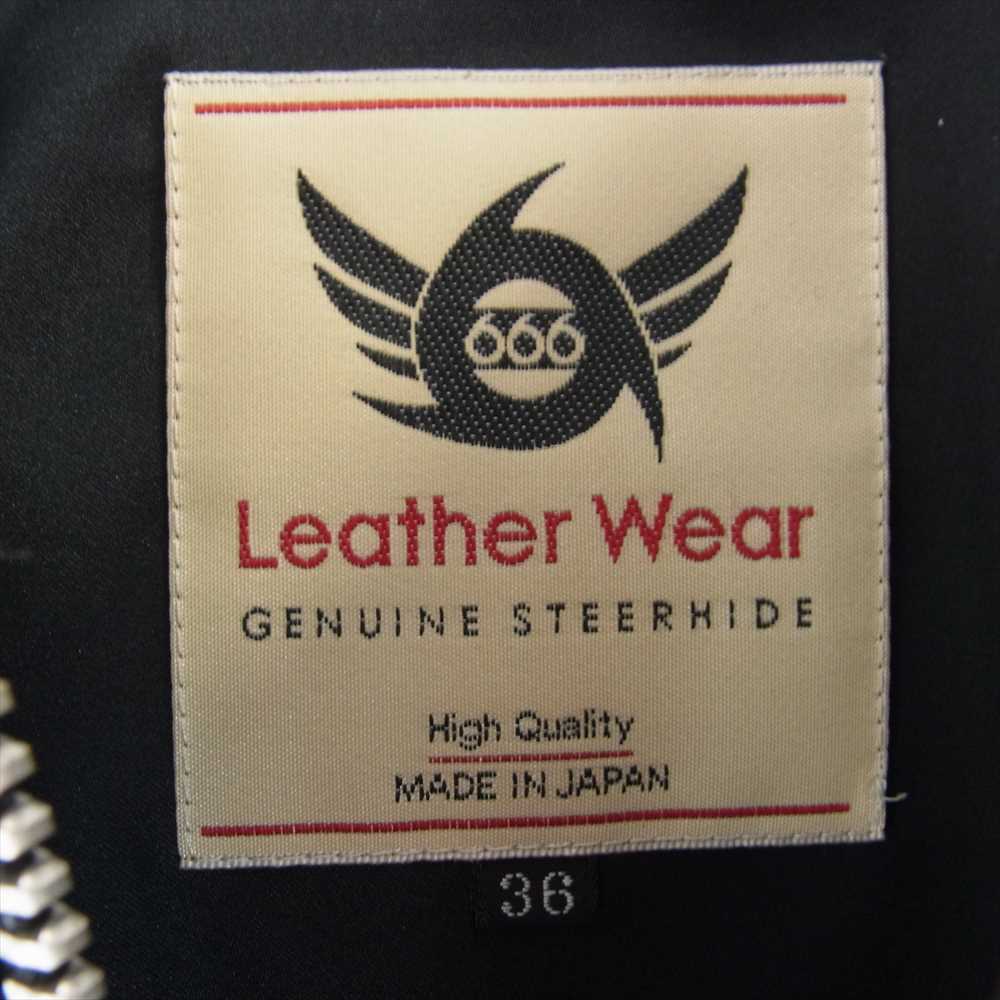 666
Leather Wear
GENUINE STEERHIDE
High Quality
MADE IN JAPAN
36